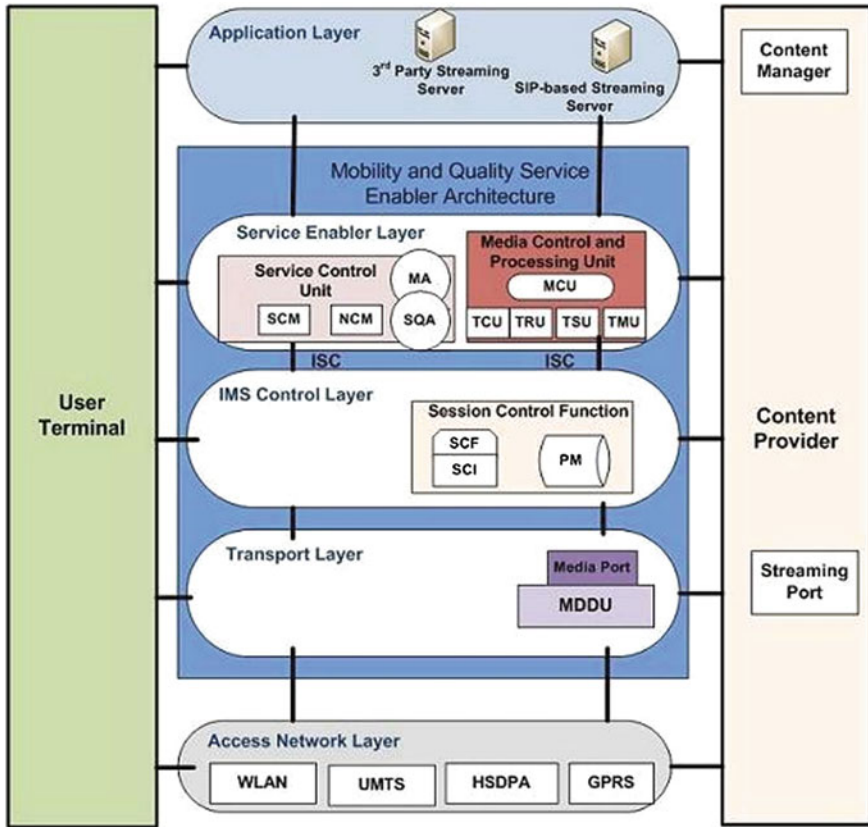 Application Layer
3rd Party Streaming
Server
SIP-based Streaming
Server
Content
Manager
Mobility and Quality Service
Enabler Architecture
Service Enabler Layer
Service Control
Unit
MA
SCM
NCM
SQA
Media Control and
Processing Unit
MCU
TCU
TRU
TSU
TMU
ISC
ISC
User
Terminal
IMS Control Layer
Session Control Function
SCF
SCI
PM
Content
Provider
Transport Layer
Media Port
MDDU
Streaming
Port
Access Network Layer
WLAN
UMTS
HSDPA
GPRS